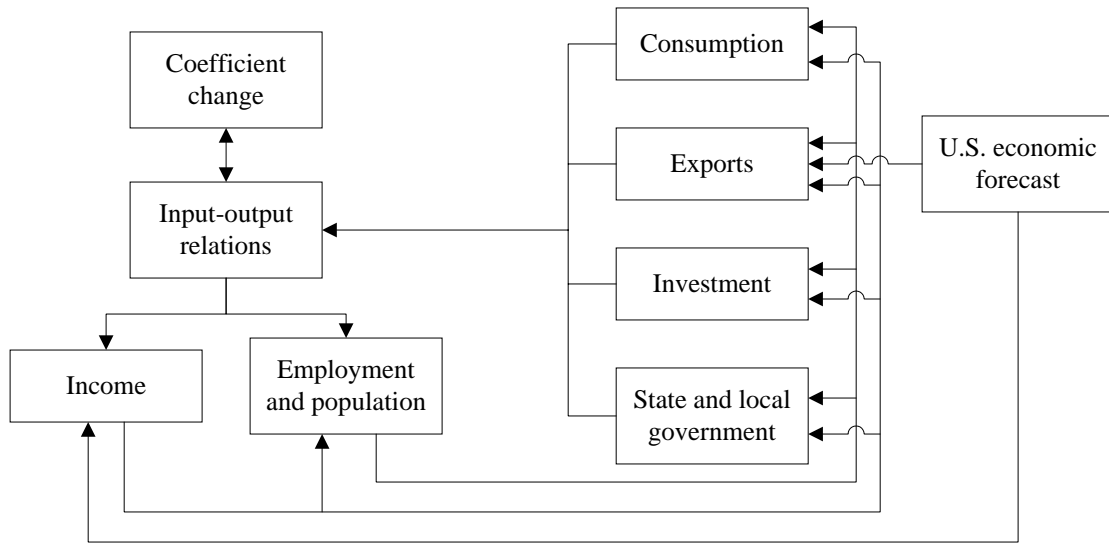 Coefficient
change
Input-output
relations
Income
Employment
and population
Consumption
Exports
Investment
State and local
government
U.S. economic
forecast